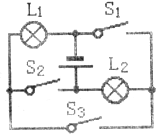 L₁ S₁
S₂ L₂
S₃